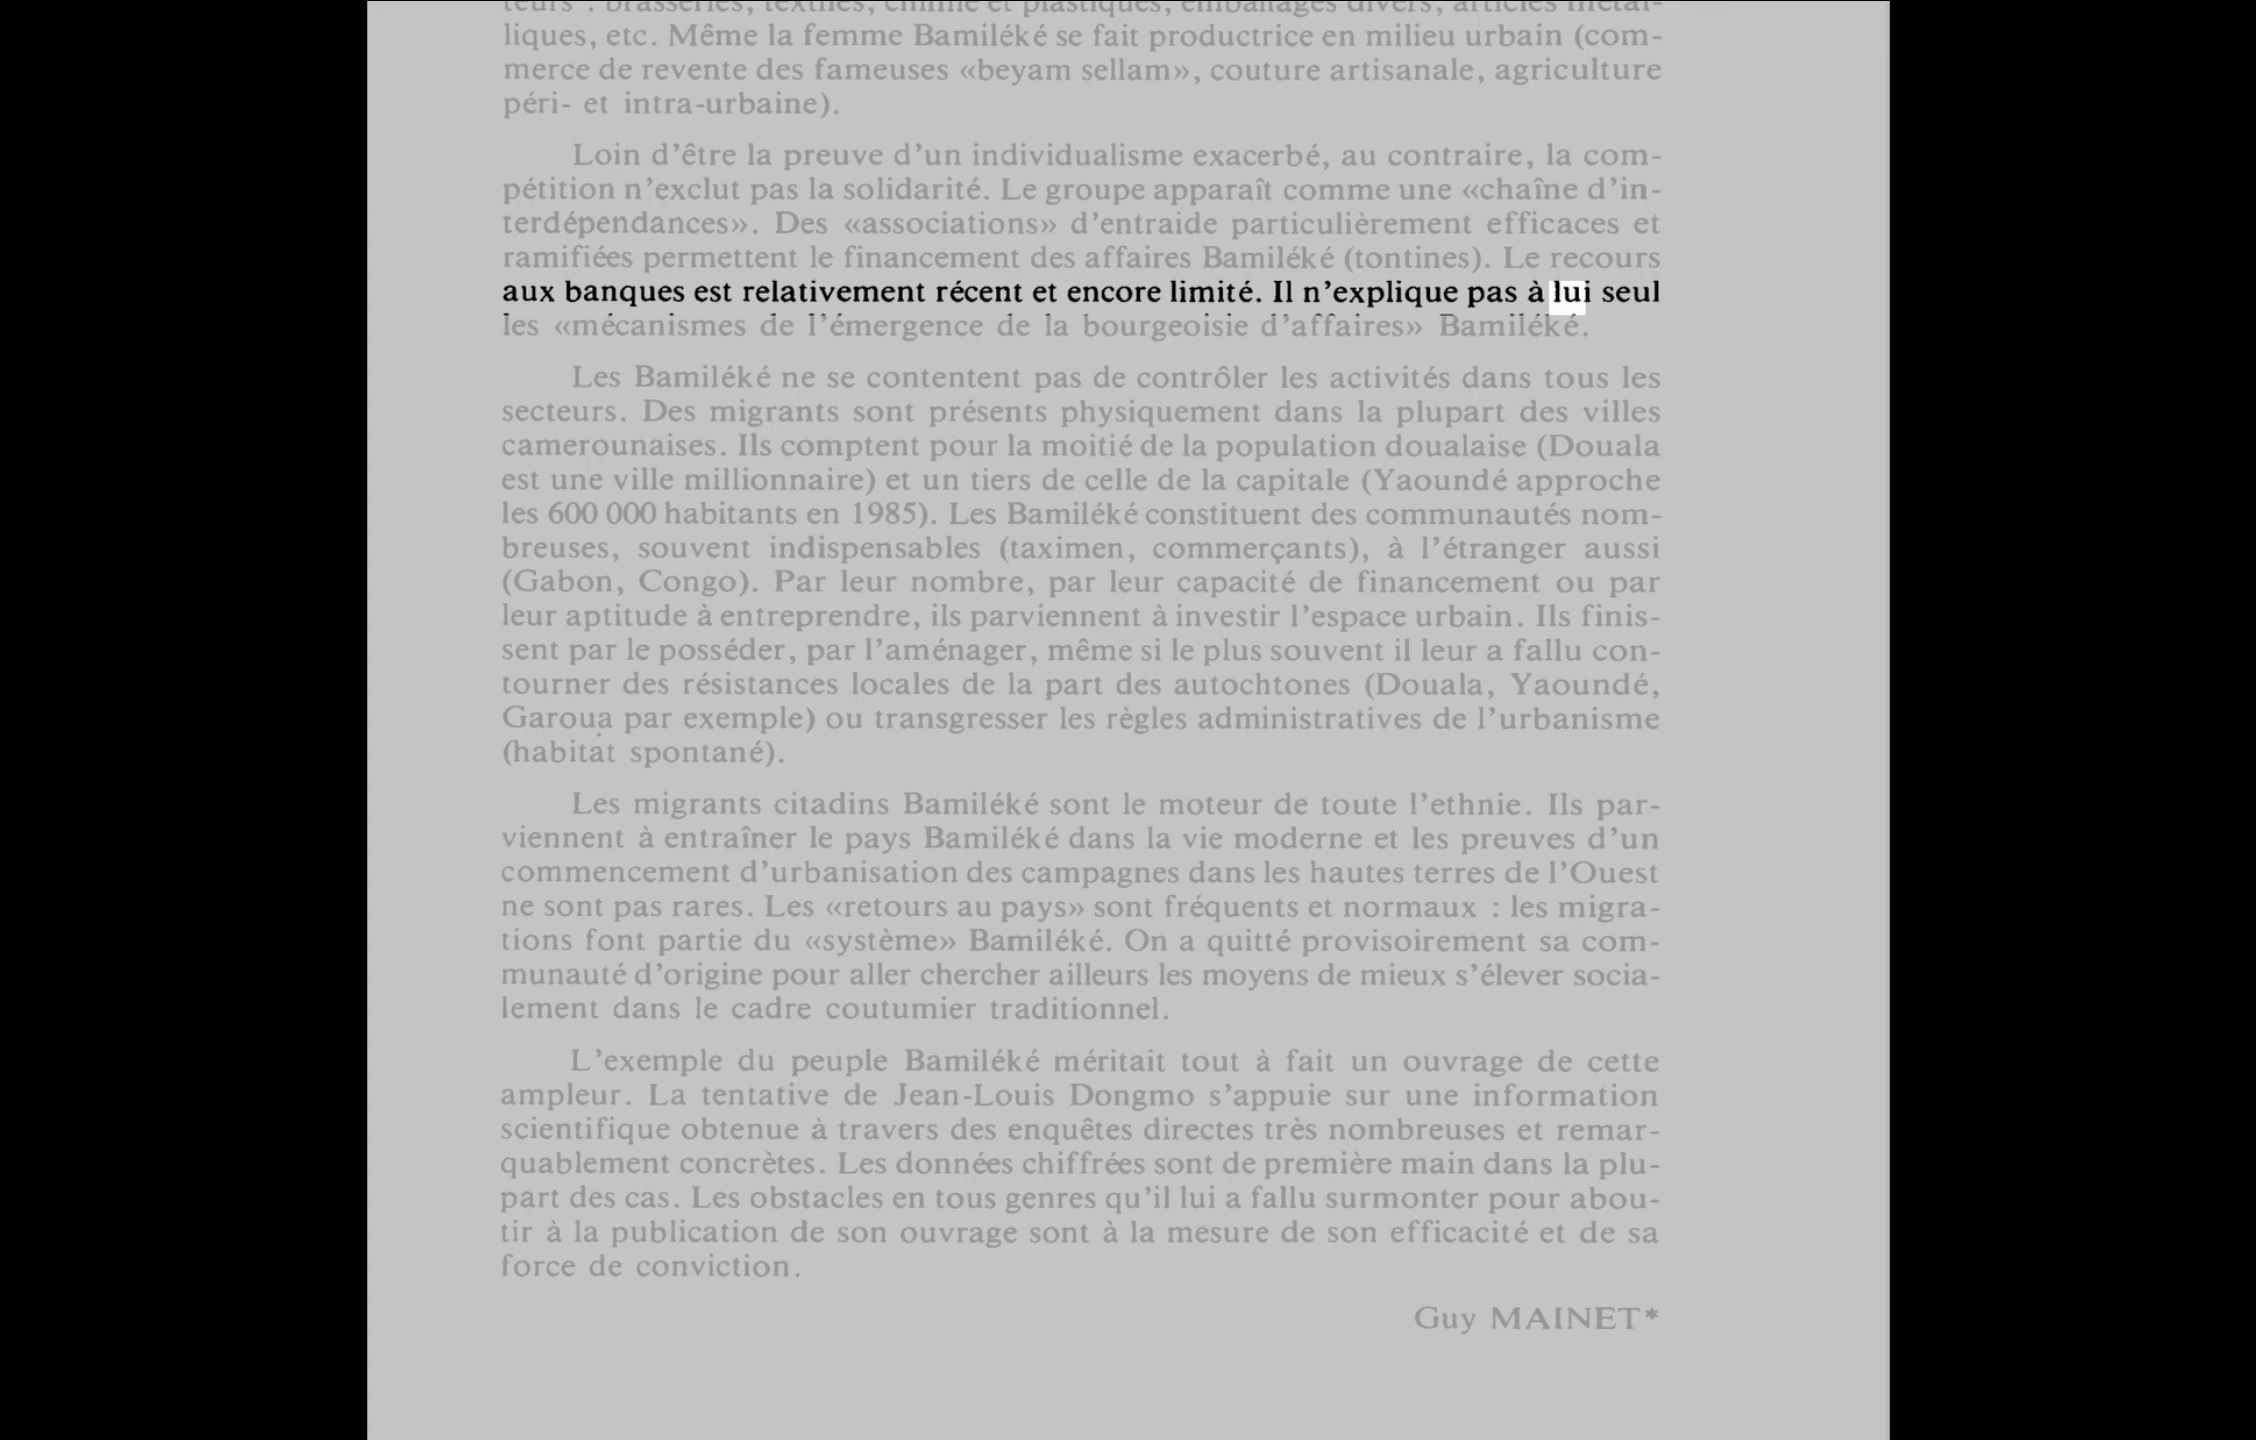 teurs : brasseries, textiles, chimie et plastiques, emballages divers, articles métal-
liques, etc. Même la femme Bamiléké se fait productrice en milieu urbain (com-
merce de revente des fameuses «beyam sellam», couture artisanale, agriculture
péri- et intra-urbaine).
Loin d'être la preuve d'un individualisme exacerbé, au contraire, la com-
pétition n'exclut pas la solidarité. Le groupe apparaît comme une «chaîne d'in-
terdépendances». Des «associations» d'entraide particulièrement efficaces et
ramifiées permettent le financement des affaires Bamiléké (tontines). Le recours
aux banques est relativement récent et encore limité. Il n'explique pas à lui seul
les «mécanismes de l'émergence de la bourgeoisie d'affaires» Bamiléké.
Les Bamiléké ne se contentent pas de contrôler les activités dans tous les
secteurs. Des migrants sont présents physiquement dans la plupart des villes
camerounaises. Ils comptent pour la moitié de la population doualaise (Douala
est une ville millionnaire) et un tiers de celle de la capitale (Yaoundé approche
les 600 000 habitants en 1985). Les Bamiléké constituent des communautés nom-
breuses, souvent indispensables (taximen, commerçants), à l'étranger aussi
(Gabon, Congo). Par leur nombre, par leur capacité de financement ou par
leur aptitude à entreprendre, ils parviennent à investir l'espace urbain. Ils finis-
sent par le posséder, par l'aménager, même si le plus souvent il leur a fallu con-
tourner des résistances locales de la part des autochtones (Douala, Yaoundé,
Garoua par exemple) ou transgresser les règles administratives de l'urbanisme
(habitat spontané).
Les migrants citadins Bamiléké sont le moteur de toute l'ethnie. Ils par-
viennent à entraîner le pays Bamiléké dans la vie moderne et les preuves d'un
commencement d'urbanisation des campagnes dans les hautes terres de l'Ouest
ne sont pas rares. Les «retours au pays» sont fréquents et normaux : les migra-
tions font partie du «système» Bamiléké. On a quitté provisoirement sa com-
munauté d'origine pour aller chercher ailleurs les moyens de mieux s'élever socia-
lement dans le cadre coutumier traditionnel.
L'exemple du peuple Bamiléké méritait tout à fait un ouvrage de cette
ampleur. La tentative de Jean-Louis Dongmo s'appuie sur une information
scientifique obtenue à travers des enquêtes directes très nombreuses et remar-
quablement concrètes. Les données chiffrées sont de première main dans la plu-
part des cas. Les obstacles en tous genres qu'il lui a fallu surmonter pour abou-
tir à la publication de son ouvrage sont à la mesure de son efficacité et de sa
force de conviction.
Guy MAINET*